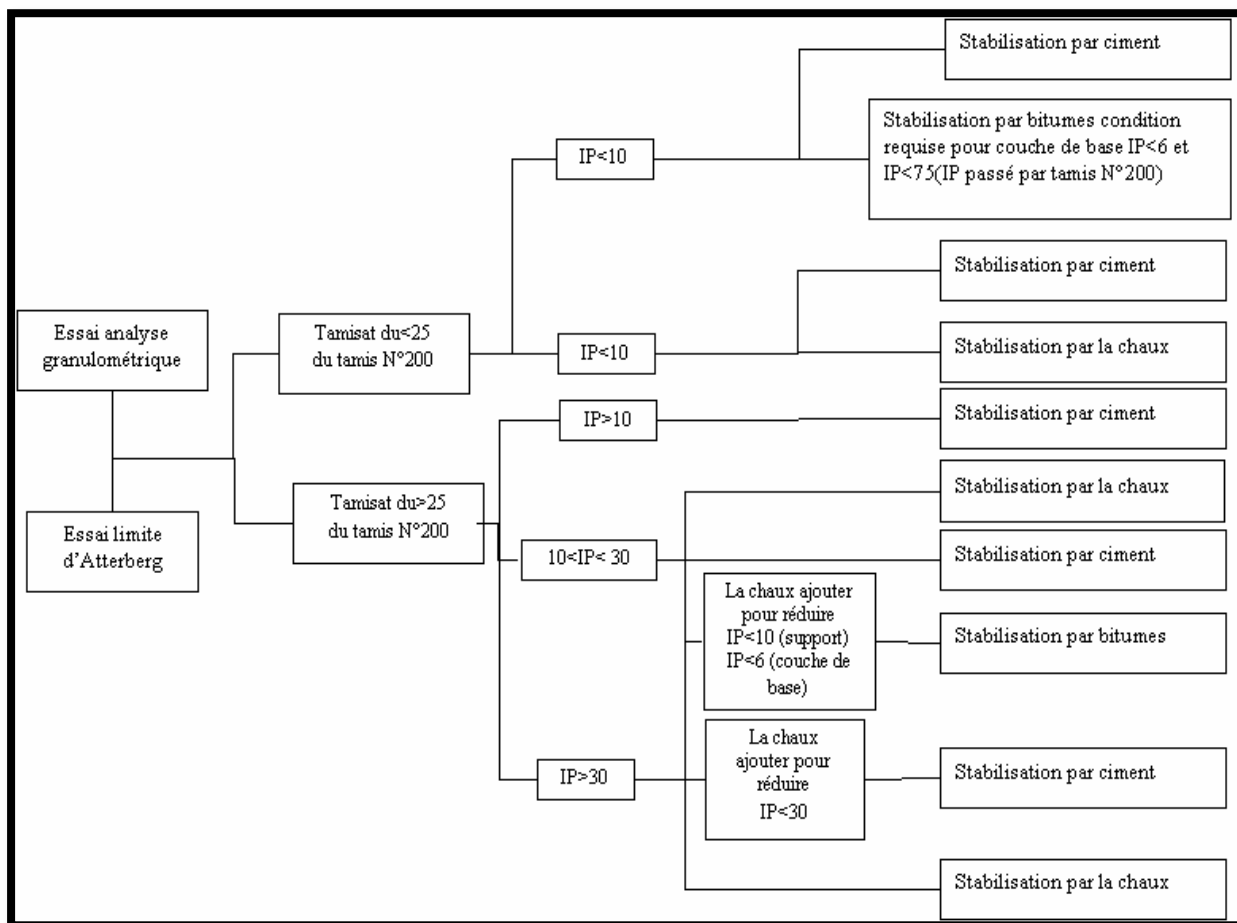 Stabilisation par ciment
Stabilisation par bitumes condition
requise pour couche de base IP<6 et
IP<75(IP passé par tamis N°200)
IP<10
Stabilisation par ciment
Essai analyse
granulométrique
Tamisat du<25
du tamis N°200
IP<10
Stabilisation par la chaux
IP>10
Stabilisation par ciment
Essai limite
d'Atterberg
Tamisat du>25
du tamis N°200
Stabilisation par la chaux
10<IP< 30
Stabilisation par ciment
La chaux ajouter
pour réduire
IP<10 (support)
IP<6 (couche de
base)
Stabilisation par bitumes
IP>30
La chaux
ajouter pour
réduire
IP<30
Stabilisation par ciment
Stabilisation par la chaux